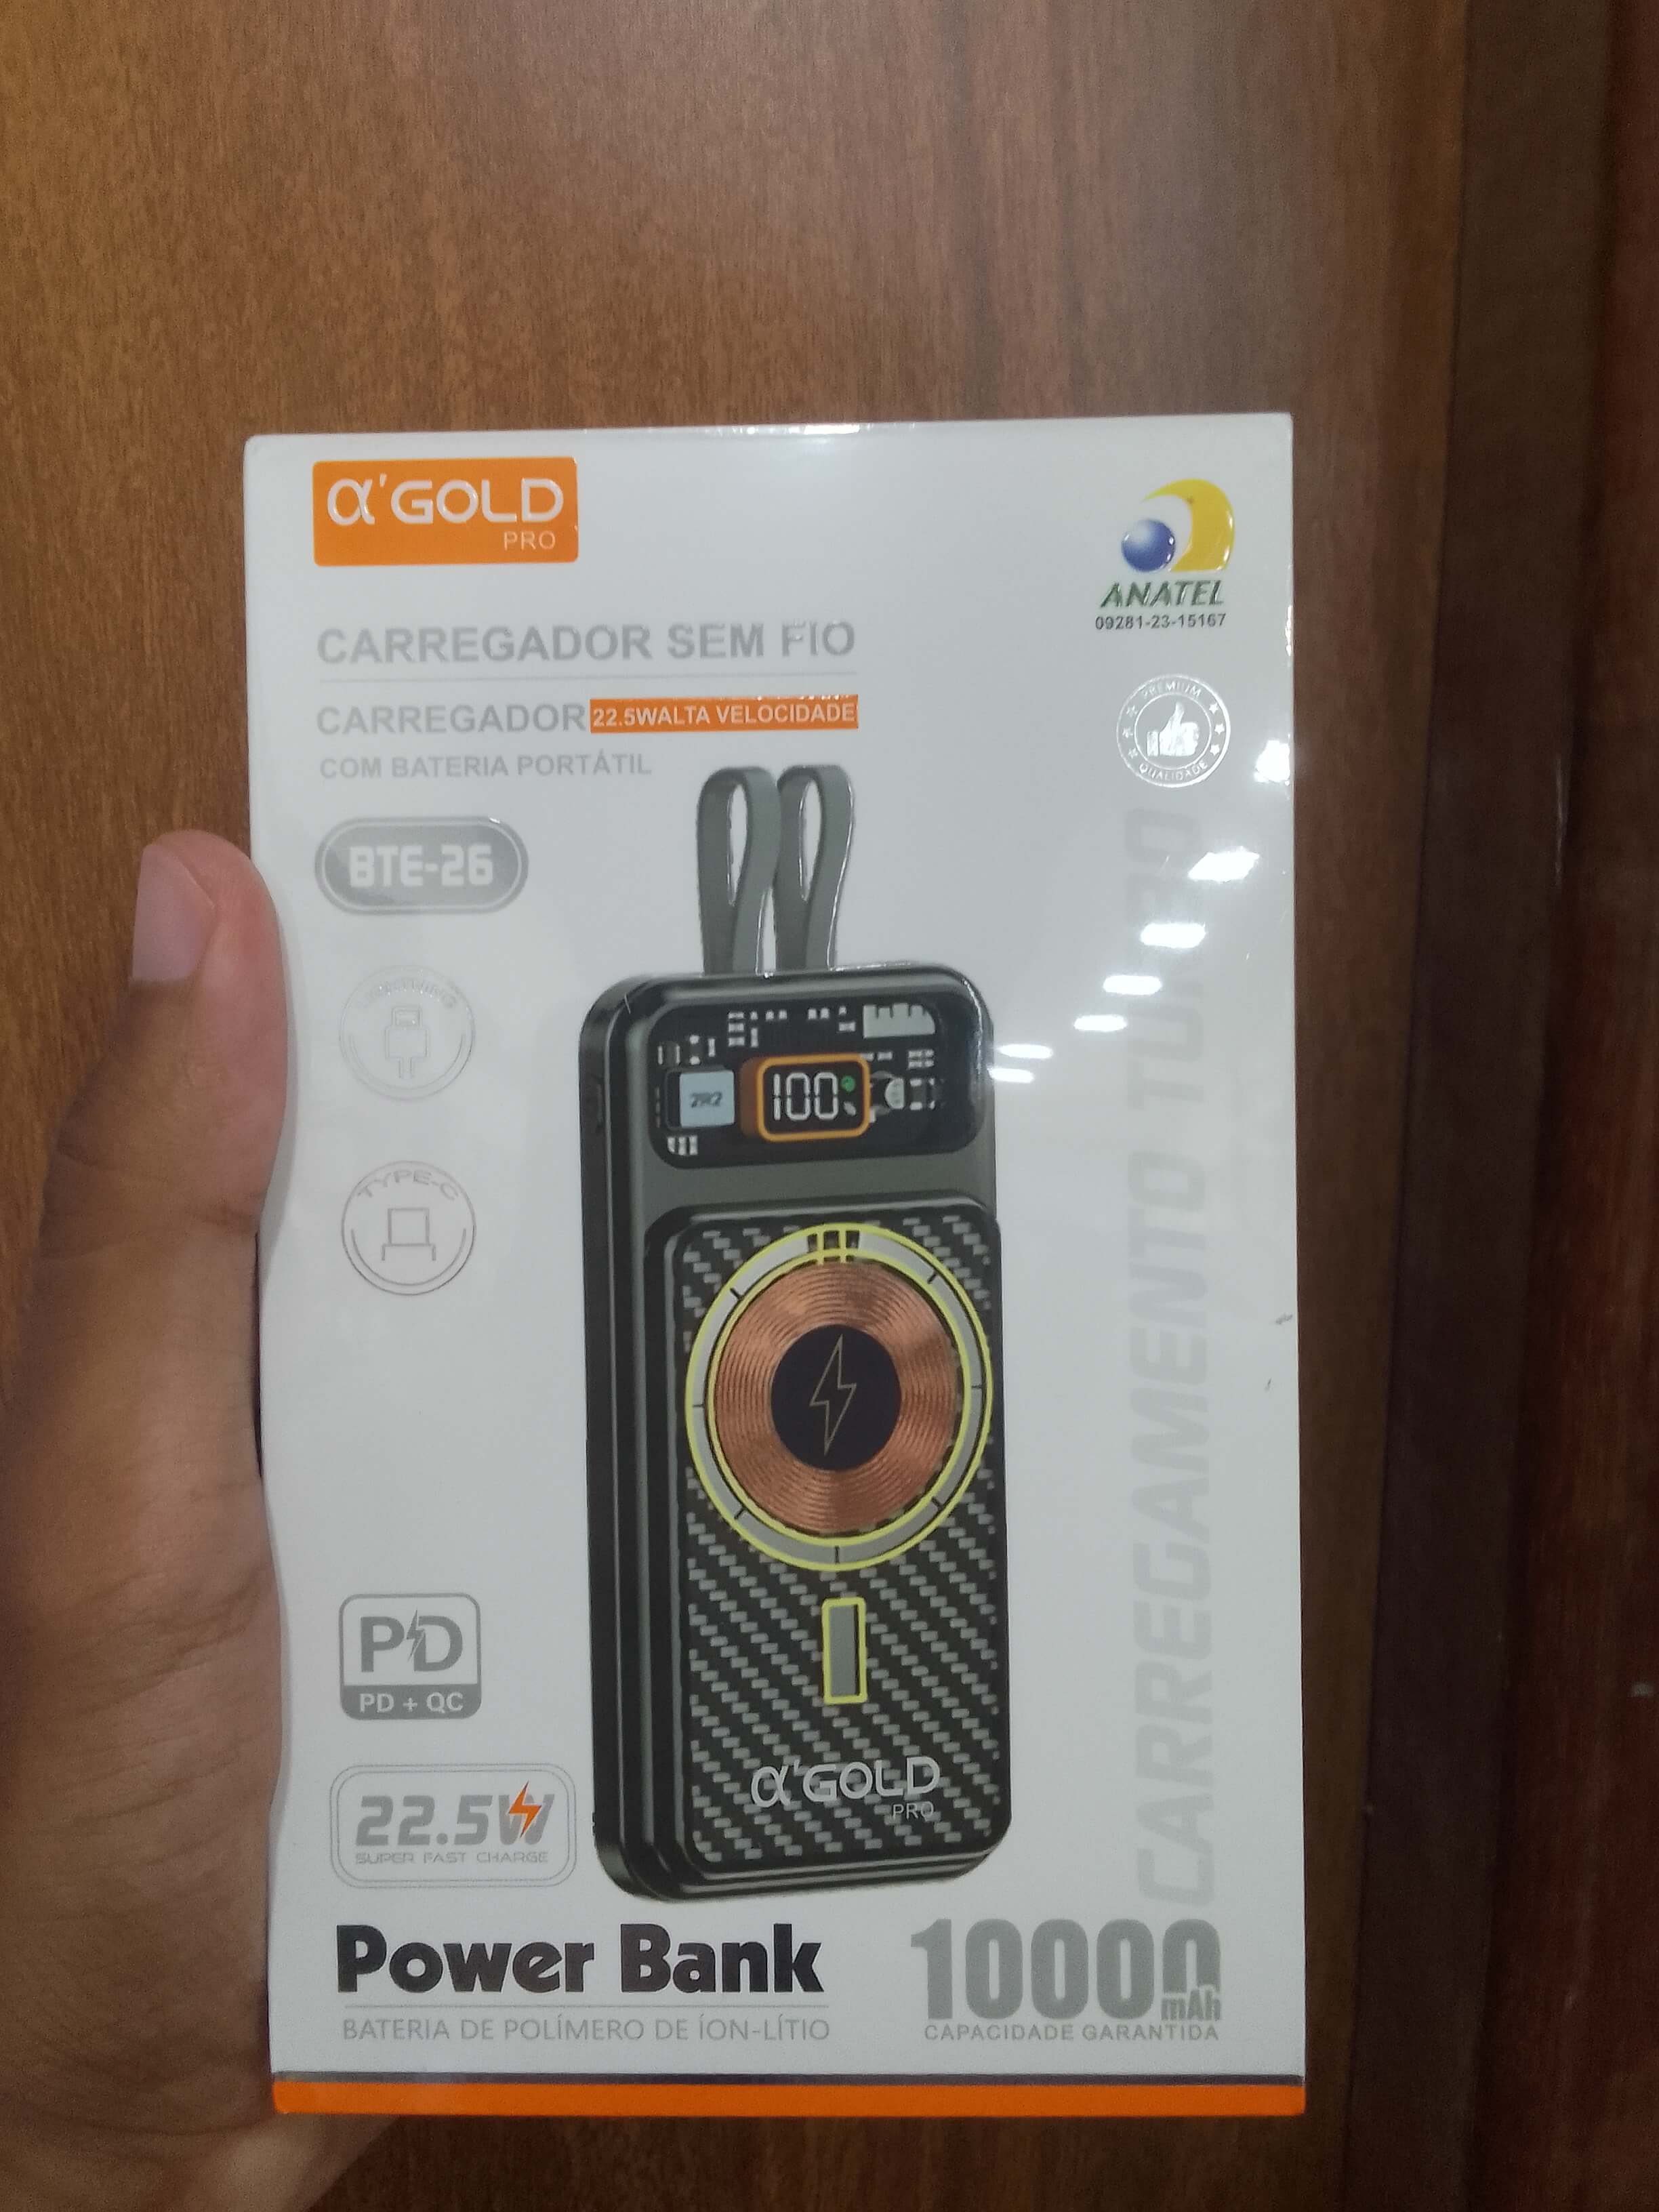 α'GOLD
PRO
ANATEL
09281-23-15167
CARREGADOR SEM FIO
CARREGADOR 22.5WALTA VELOCIDADE
COM BATERIA PORTÁTIL
PREMIUM
QUALIDADE
BTE-26
LIGHTNING
TYPE-C
2R2
100%
CARREGAMENTO TURBO
PD
PD + QC
α'GOLD
PRO
22.5W
SUPER FAST CHARGE
Power Bank
BATERIA DE POLÍMERO DE ÍON-LÍTIO
10000 mAh
CAPACIDADE GARANTIDA